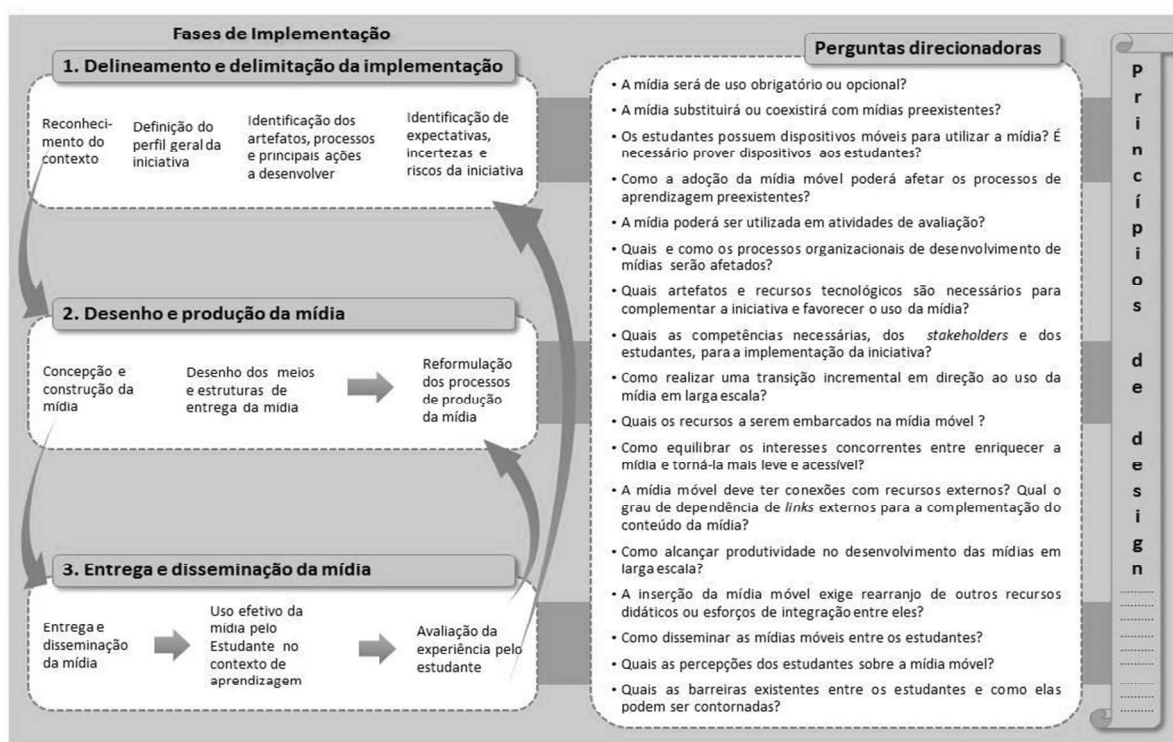 Fases de Implementação
1. Delineamento e delimitação da implementação
Reconheci-
mento do
contexto
Definição do
perfil geral da
iniciativa
Identificação dos
artefatos, processos
e principais ações
a desenvolver
Identificação de
expectativas,
incertezas e
riscos da iniciativa
2. Desenho e produção da mídia
Concepção e
construção da
mídia
Desenho dos meios
e estruturas de
entrega da mídia
Reformulação
dos processos
de produção
da mídia
3. Entrega e disseminação da mídia
Entrega e
disseminação
da mídia
Uso efetivo da
mídia pelo
Estudante no
contexto de
aprendizagem
Avaliação da
experiência pelo
estudante
Perguntas direcionadoras
• A mídia será de uso obrigatório ou opcional?
• A mídia substituirá ou coexistirá com mídias preexistentes?
• Os estudantes possuem dispositivos móveis para utilizar a mídia? É
necessário prover dispositivos aos estudantes?
• Como a adoção da mídia móvel poderá afetar os processos de
aprendizagem preexistentes?
• A mídia poderá ser utilizada em atividades de avaliação?
• Quais e como os processos organizacionais de desenvolvimento de
mídias serão afetados?
• Quais artefatos e recursos tecnológicos são necessários para
complementar a iniciativa e favorecer o uso da mídia?
• Quais as competências necessárias, dos stakeholders e dos
estudantes, para a implementação da iniciativa?
• Como realizar uma transição incremental em direção ao uso da
mídia em larga escala?
• Quais os recursos a serem embarcados na mídia móvel ?
• Como equilibrar os interesses concorrentes entre enriquecer a
mídia e torná-la mais leve e acessível?
• A mídia móvel deve ter conexões com recursos externos? Qual o
grau de dependência de links externos para a complementação do
conteúdo da mídia?
• Como alcançar produtividade no desenvolvimento das mídias em
larga escala?
• A inserção da mídia móvel exige rearranjo de outros recursos
didáticos ou esforços de integração entre eles?
• Como disseminar as mídias móveis entre os estudantes?
• Quais as percepções dos estudantes sobre a mídia móvel?
• Quais as barreiras existentes entre os estudantes e como elas
podem ser contornadas?
Princípios de design